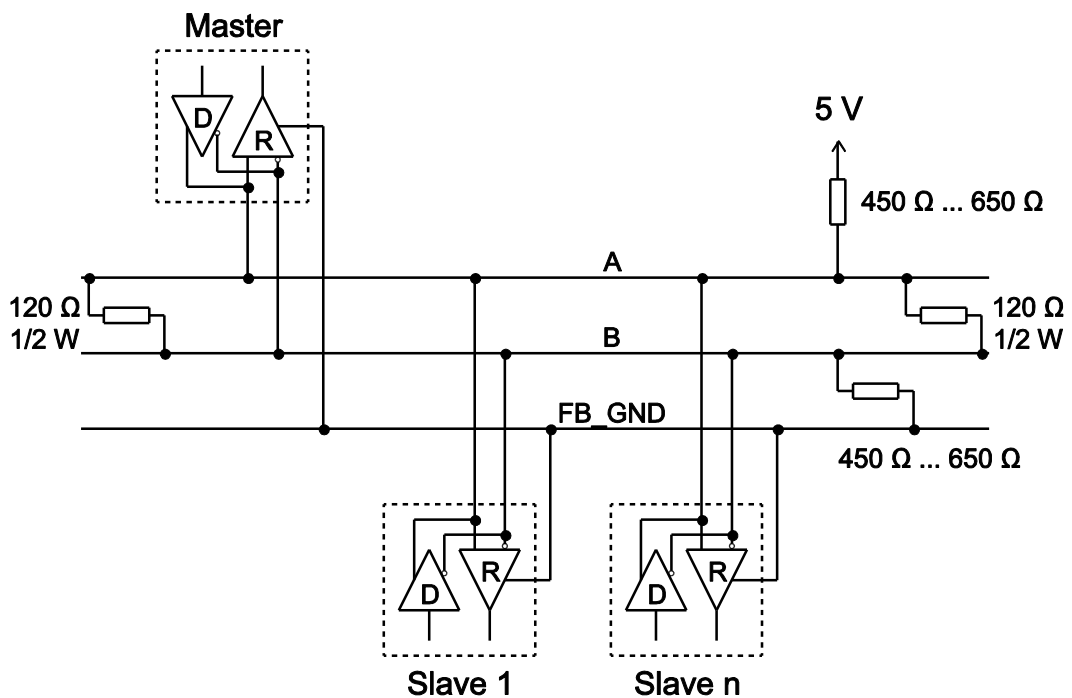 Master
D
R
5 V
450 Ω ... 650 Ω
A
120 Ω
1/2 W
120 Ω
1/2 W
B
FB_GND
450 Ω ... 650 Ω
D
R
D
R
Slave 1
Slave n